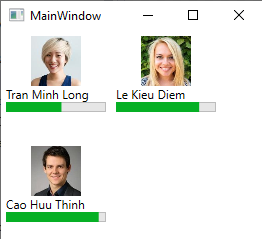 MainWindow
Tran Minh Long
Le Kieu Diem
Cao Huu Thinh